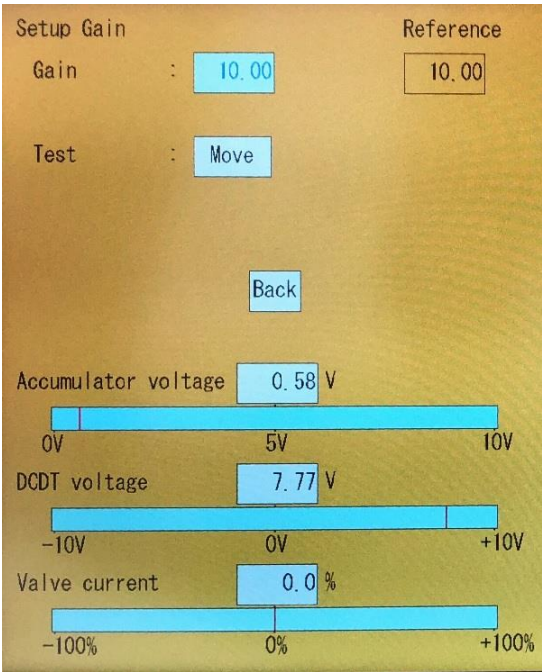 Setup Gain Reference
Gain : 10.00 10.00
Test : Move
Back
Accumulator voltage 0.58 V
0V 5V 10V
DCDT voltage 7.77 V
-10V 0V +10V
Valve current 0.0 %
-100% 0% +100%